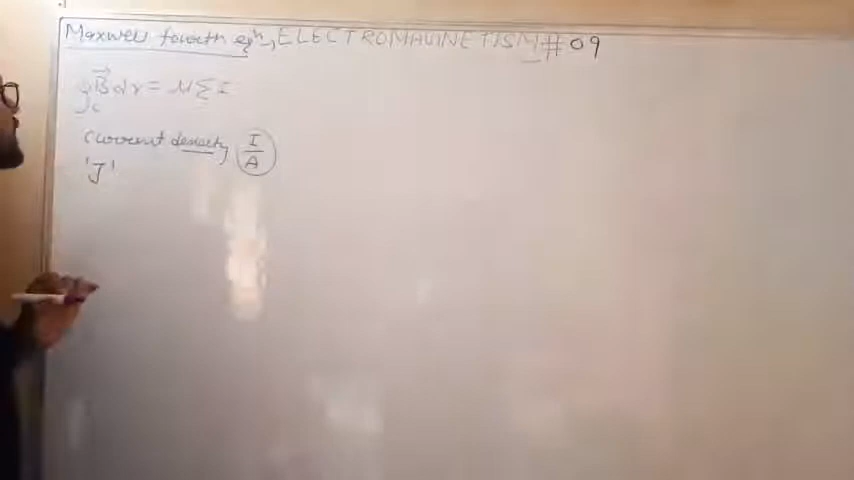 Maxwell fourth eqⁿ, ELECTROMAGNETISM #09
∮c B⃗ dr = μ Σ I
Current density I/A
'J'